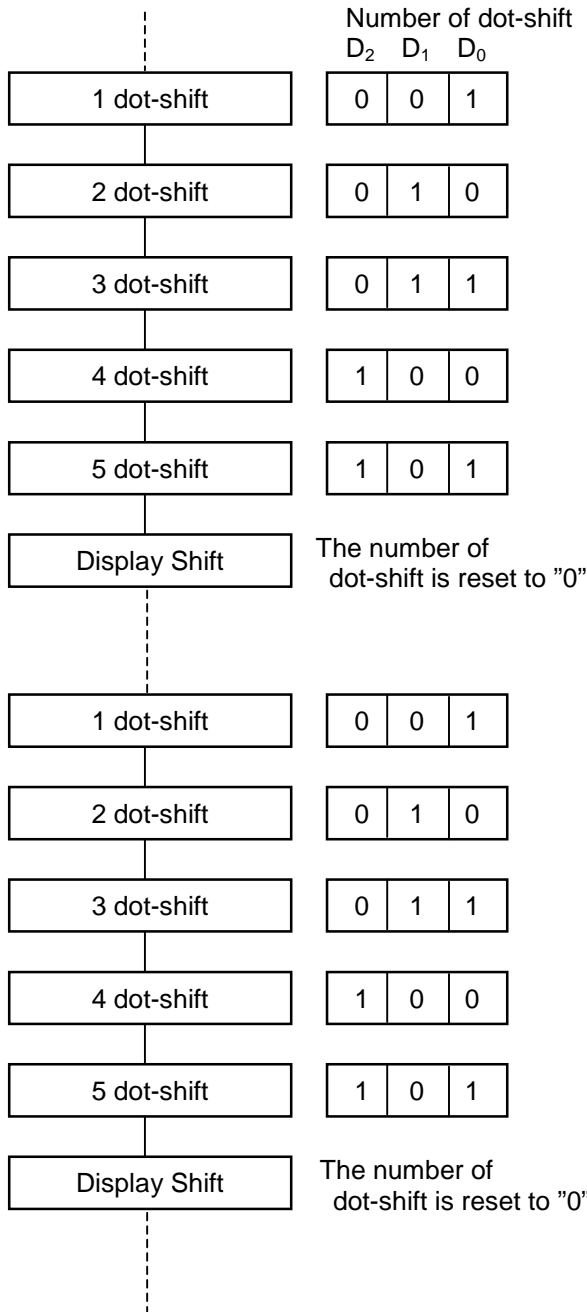 Number of dot-shift
D₂ D₁ D₀
1 dot-shift 0 0 1
2 dot-shift 0 1 0
3 dot-shift 0 1 1
4 dot-shift 1 0 0
5 dot-shift 1 0 1
Display Shift The number of
dot-shift is reset to ”0”
1 dot-shift 0 0 1
2 dot-shift 0 1 0
3 dot-shift 0 1 1
4 dot-shift 1 0 0
5 dot-shift 1 0 1
Display Shift The number of
dot-shift is reset to ”0”